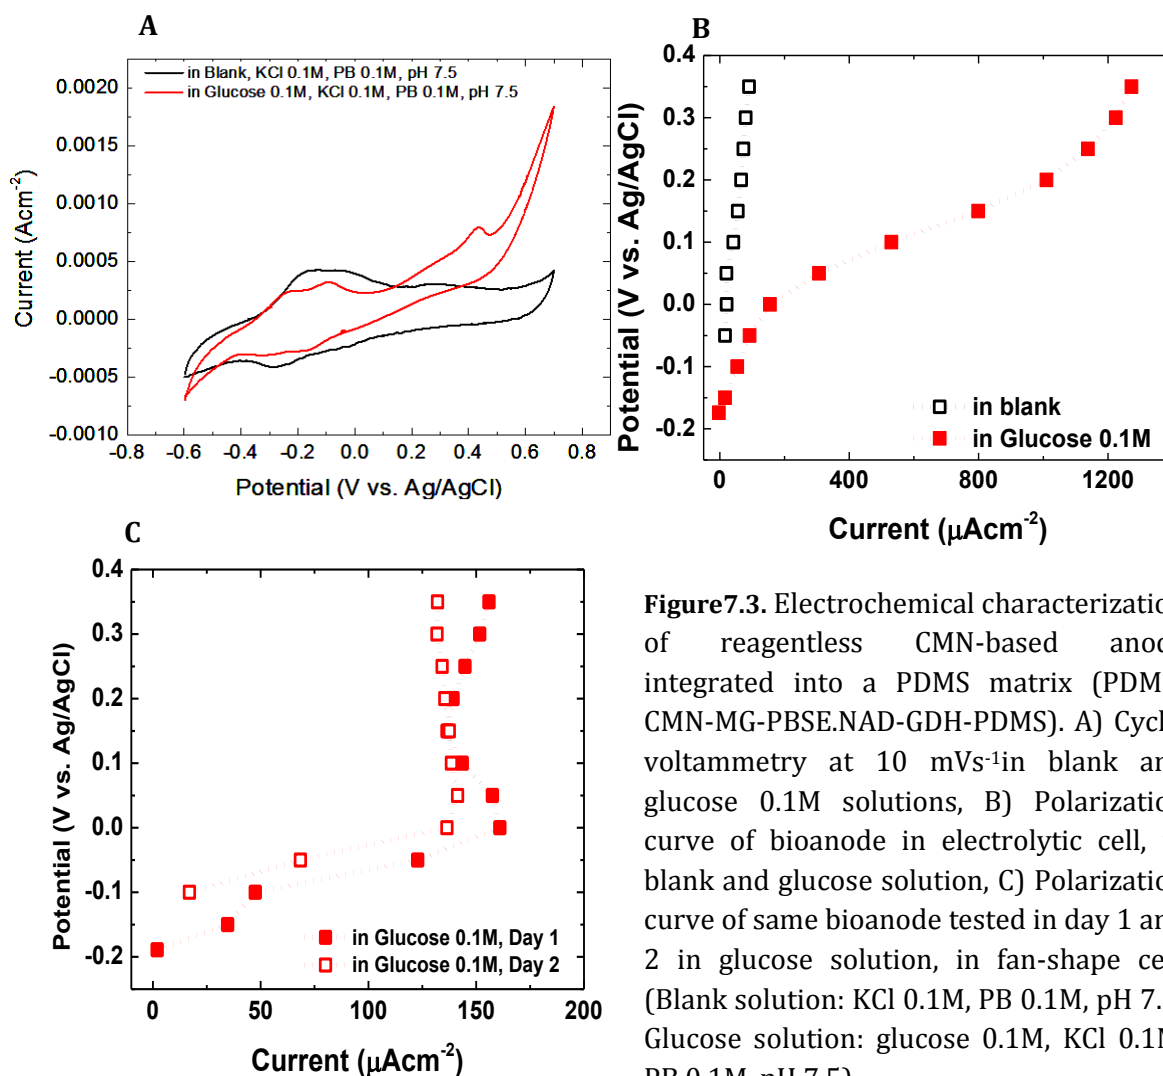 A
in Blank, KCl 0.1M, PB 0.1M, pH 7.5
in Glucose 0.1M, KCl 0.1M, PB 0.1M, pH 7.5
Current (Acm-2)
0.0020
0.0015
0.0010
0.0005
0.0000
-0.0005
-0.0010
-0.8 -0.6 -0.4 -0.2 0.0 0.2 0.4 0.6 0.8
Potential (V vs. Ag/AgCl)
B
Potential (V vs. Ag/AgCl)
0.4
0.3
0.2
0.1
0.0
-0.1
-0.2
in blank
in Glucose 0.1M
0 400 800 1200
Current (μAcm-2)
C
Potential (V vs. Ag/AgCl)
0.4
0.3
0.2
0.1
0.0
-0.1
-0.2
in Glucose 0.1M, Day 1
in Glucose 0.1M, Day 2
0 50 100 150 200
Current (μAcm-2)
Figure7.3. Electrochemical characterization
of reagentless CMN-based
integrated into a PDMS matrix
CMN-MG-PBSE.NAD-GDH-PDMS). A)
voltammetry at 10 mVs-1in blank
glucose 0.1M solutions, B)
curve of bioanode in electrolytic cell,
blank and glucose solution, C)
curve of same bioanode tested in day 1
2 in glucose solution, in fan-shape
(Blank solution: KCl 0.1M, PB 0.1M, pH
Glucose solution: glucose 0.1M, KCl
PB 0.1M, pH 7.5)